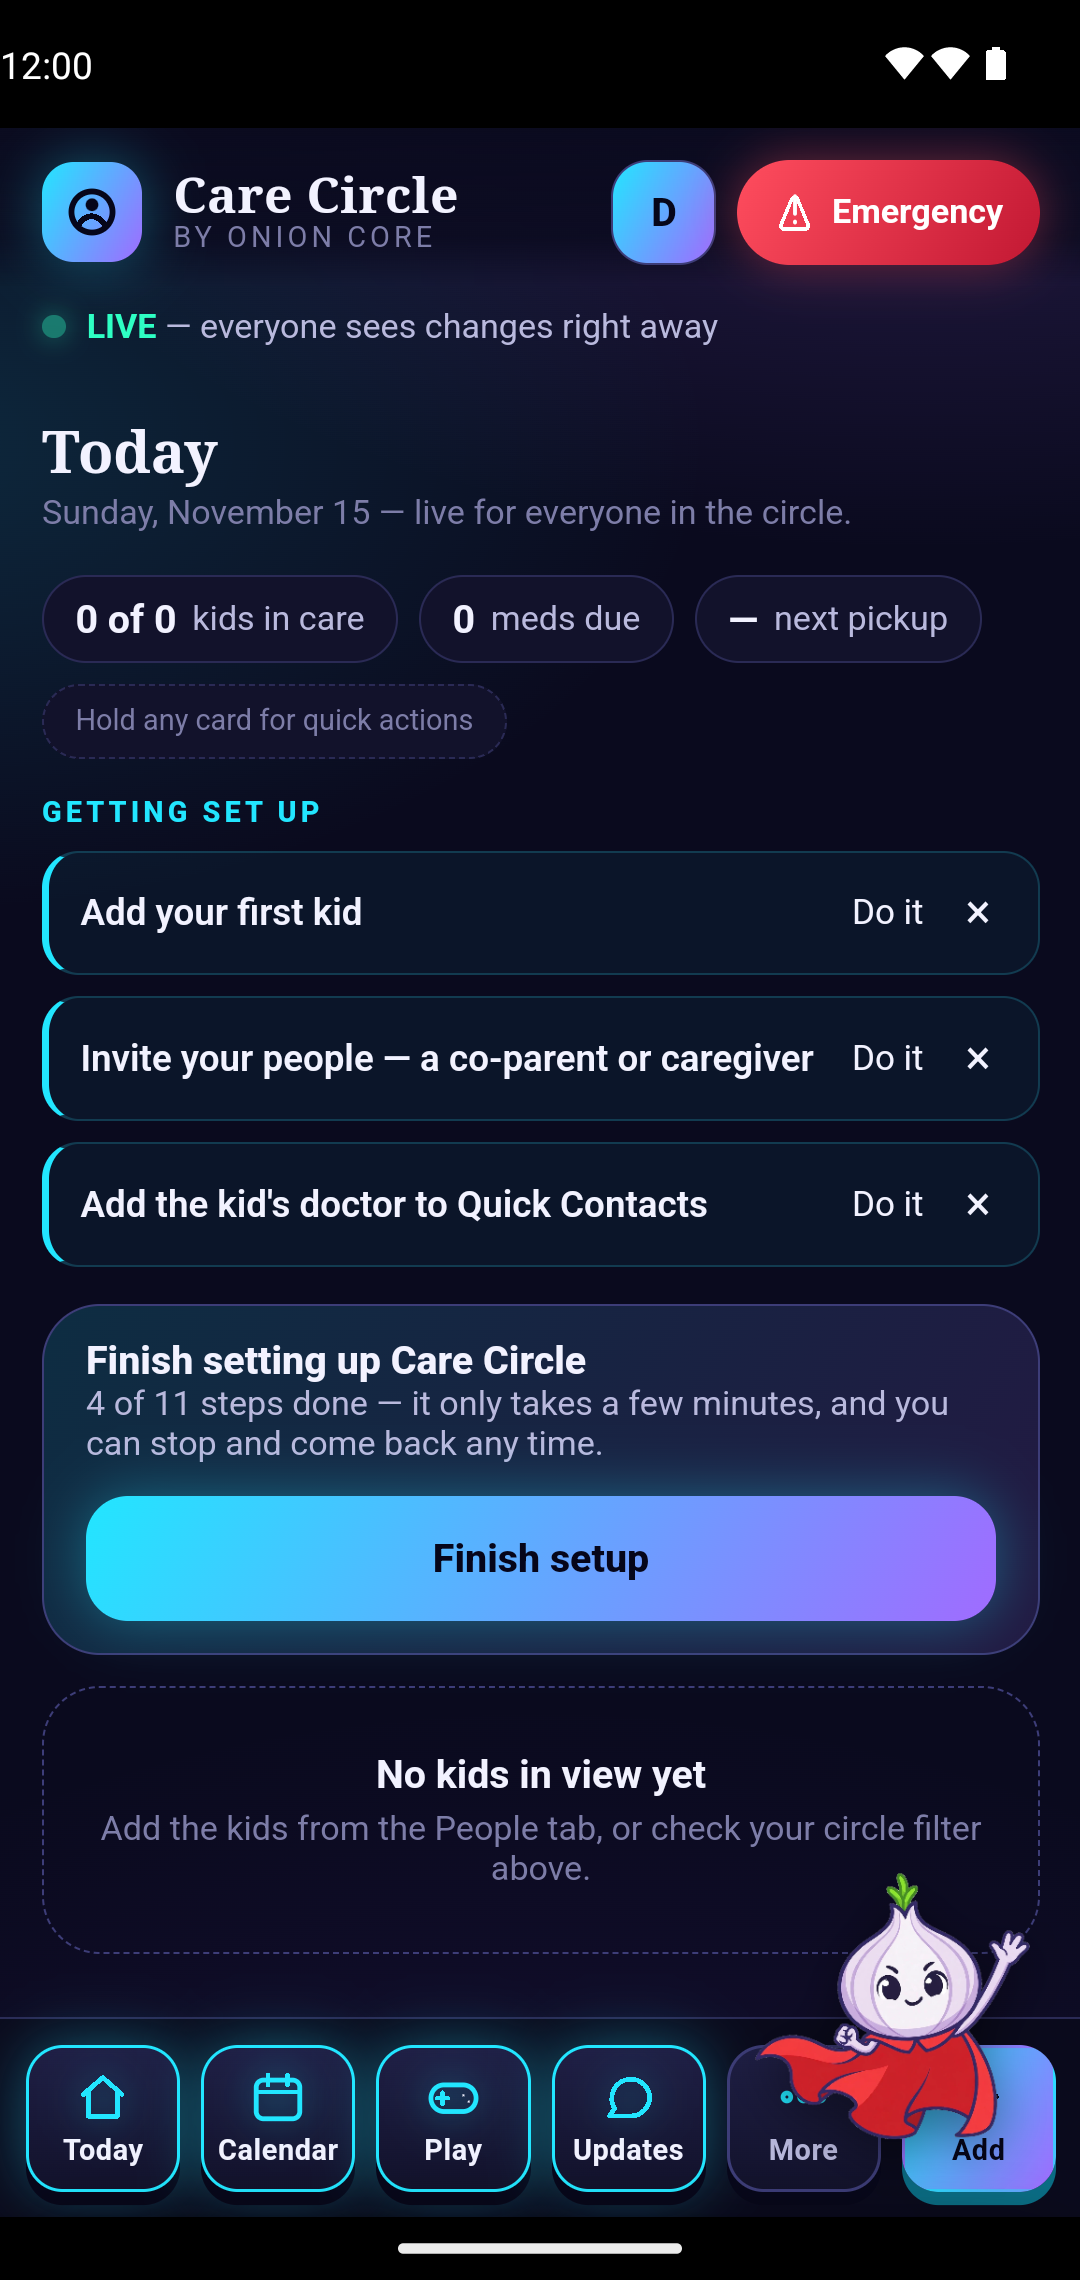 12:00
Care Circle
BY ONION CORE
D
Emergency
LIVE — everyone sees changes right away
Today
Sunday, November 15 — live for everyone in the circle.
0 of 0 kids in care
0 meds due
— next pickup
Hold any card for quick actions
GETTING SET UP
Add your first kid
Do it
×
Invite your people — a co-parent or caregiver
Do it
×
Add the kid's doctor to Quick Contacts
Do it
×
Finish setting up Care Circle
4 of 11 steps done — it only takes a few minutes, and you
can stop and come back any time.
Finish setup
No kids in view yet
Add the kids from the People tab, or check your circle filter
above.
Today
Calendar
Play
Updates
More
Add